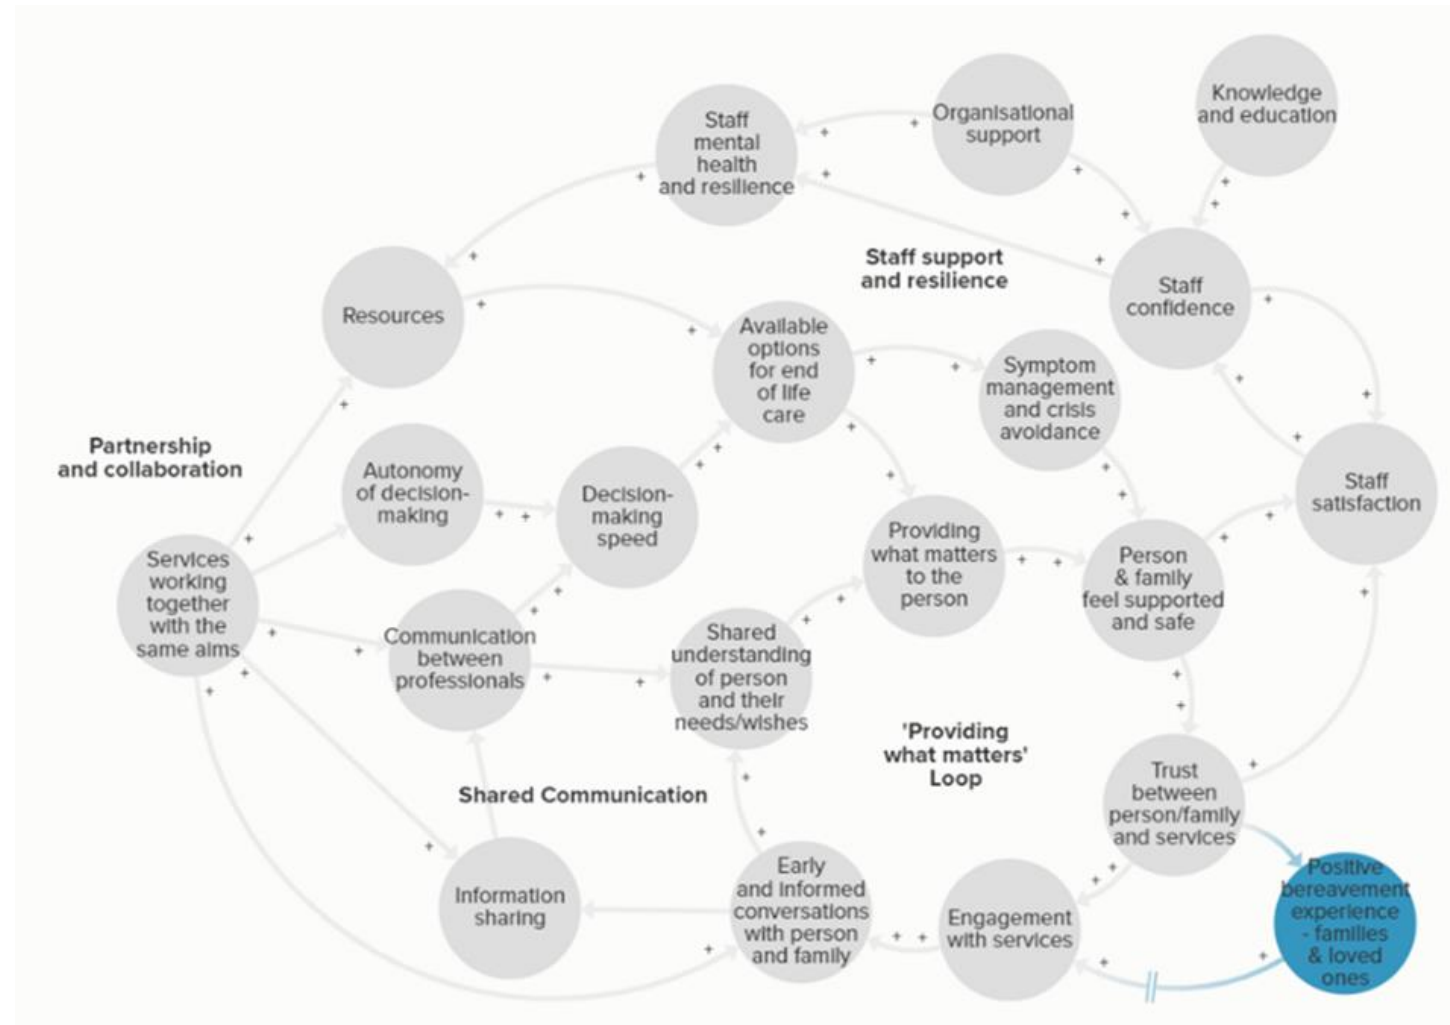 Knowledge
and education
Organisational
support
Staff
mental
health
and resilience
Staff support
and resilience
Staff
confidence
Resources
Available
options
for end
of life
care
Symptom
management
and crisis
avoidance
Partnership
and collaboration
Autonomy
of decision-
making
Decision-
making
speed
Staff
satisfaction
Services
working
together
with the
same aims
Providing
what matters
to the
person
Person
& family
feel supported
and safe
Communication
between
professionals
Shared
understanding
of person
and their
needs/wishes
'Providing
what matters'
Loop
Trust
between
person/family
and services
Shared Communication
Information
sharing
Early
and informed
conversations
with person
and family
Engagement
with services
Positive
bereavement
experience
- families
& loved
ones